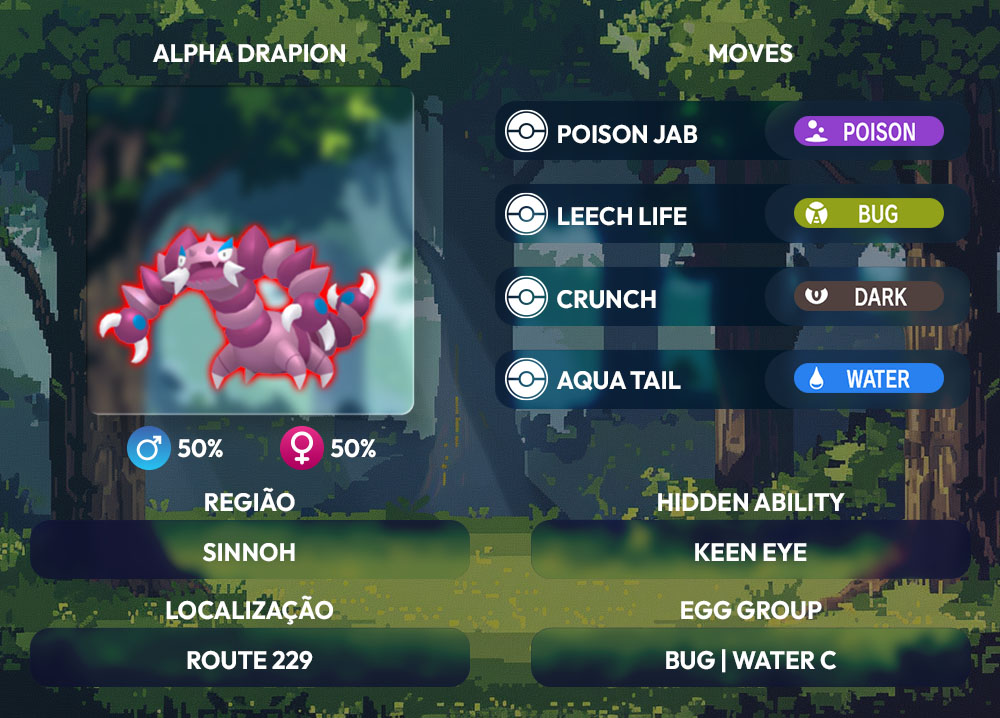 ALPHA DRAPION
50%
50%
REGIÃO
SINNOH
LOCALIZAÇÃO
ROUTE 229
MOVES
POISON JAB
POISON
LEECH LIFE
BUG
CRUNCH
DARK
AQUA TAIL
WATER
HIDDEN ABILITY
KEEN EYE
EGG GROUP
BUG | WATER C